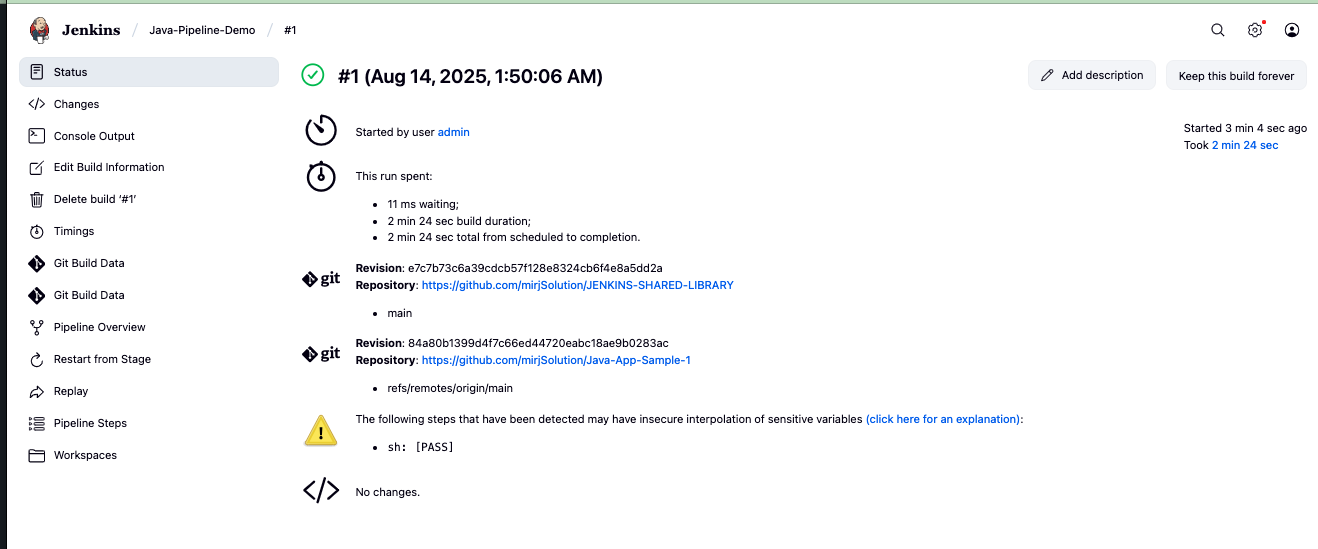 Jenkins / Java-Pipeline-Demo / #1
Status
Changes
Console Output
Edit Build Information
Delete build ‘#1’
Timings
Git Build Data
Git Build Data
Pipeline Overview
Restart from Stage
Replay
Pipeline Steps
Workspaces
#1 (Aug 14, 2025, 1:50:06 AM)
Add description
Keep this build forever
Started by user admin
Started 3 min 4 sec ago
Took 2 min 24 sec
This run spent:
• 11 ms waiting;
• 2 min 24 sec build duration;
• 2 min 24 sec total from scheduled to completion.
git
Revision: e7c7b73c6a39cdcb57f128e8324cb6f4e8a5dd2a
Repository: https://github.com/mirjSolution/JENKINS-SHARED-LIBRARY
• main
git
Revision: 84a80b1399d4f7c66ed44720eabc18ae9b0283ac
Repository: https://github.com/mirjSolution/Java-App-Sample-1
• refs/remotes/origin/main
The following steps that have been detected may have insecure interpolation of sensitive variables (click here for an explanation):
• sh: [PASS]
No changes.